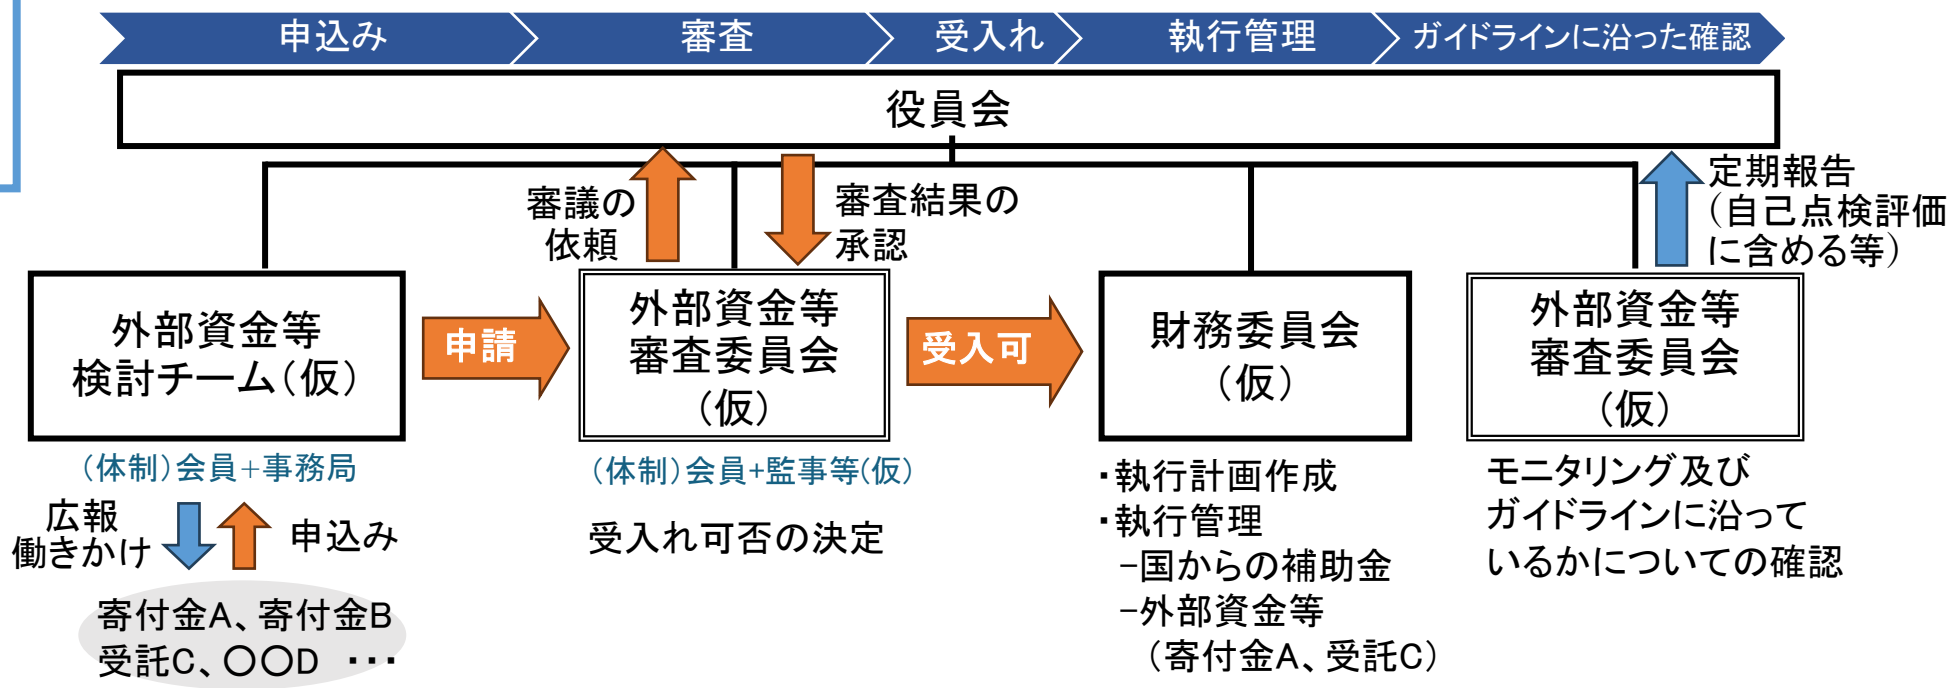 申込み
審査
受入れ
執行管理
ガイドラインに沿った確認
役員会
審議の
依頼
審査結果の
承認
定期報告
(自己点検評価
に含める等)
外部資金等
検討チーム(仮)
申請
外部資金等
審査委員会
(仮)
受入可
財務委員会
(仮)
外部資金等
審査委員会
(仮)
(体制)会員+事務局
広報
働きかけ
申込み
寄付金A、寄付金B
受託C、〇〇D ・・・
(体制)会員+監事等(仮)
受入れ可否の決定
・執行計画作成
・執行管理
−国からの補助金
−外部資金等
(寄付金A、受託C)
モニタリング及び
ガイドラインに沿って
いるかについての確認